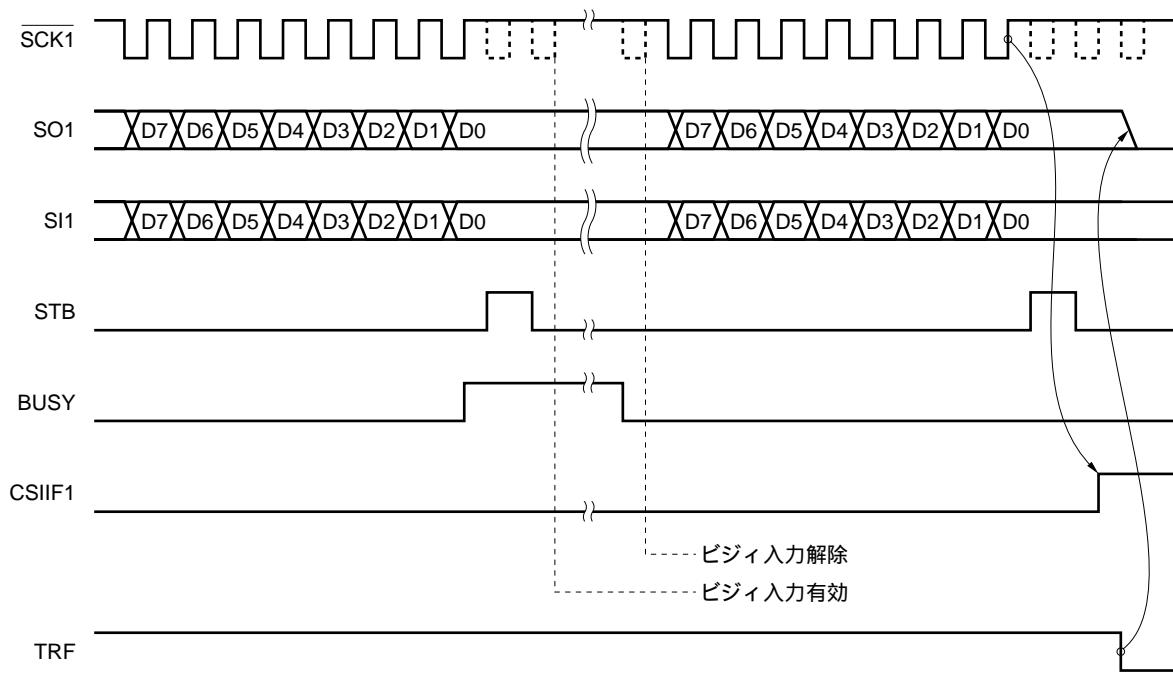 SCK1
SO1 D7 D6 D5 D4 D3 D2 D1 D0 D7 D6 D5 D4 D3 D2 D1 D0
SI1 D7 D6 D5 D4 D3 D2 D1 D0 D7 D6 D5 D4 D3 D2 D1 D0
STB
BUSY
CSIIF1
ビジィ入力解除
ビジィ入力有効
TRF